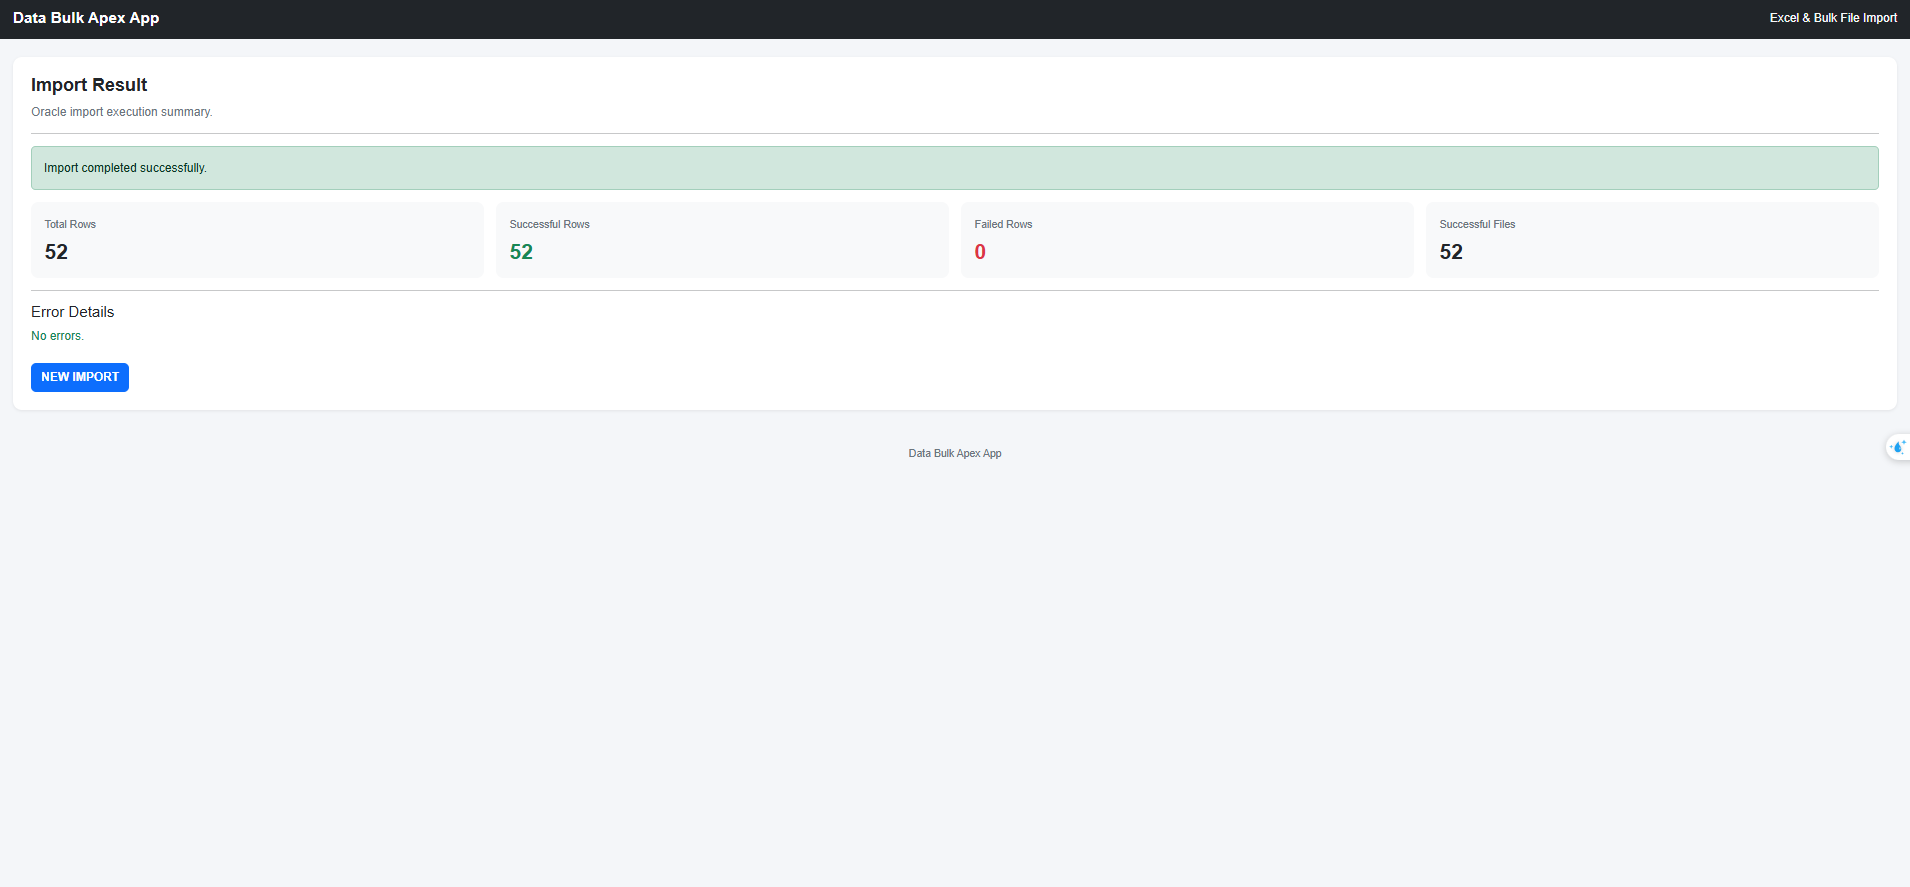 Data Bulk Apex App
Excel & Bulk File Import
Import Result
Oracle import execution summary.
Import completed successfully.
Total Rows
52
Successful Rows
52
Failed Rows
0
Successful Files
52
Error Details
No errors.
NEW IMPORT
Data Bulk Apex App